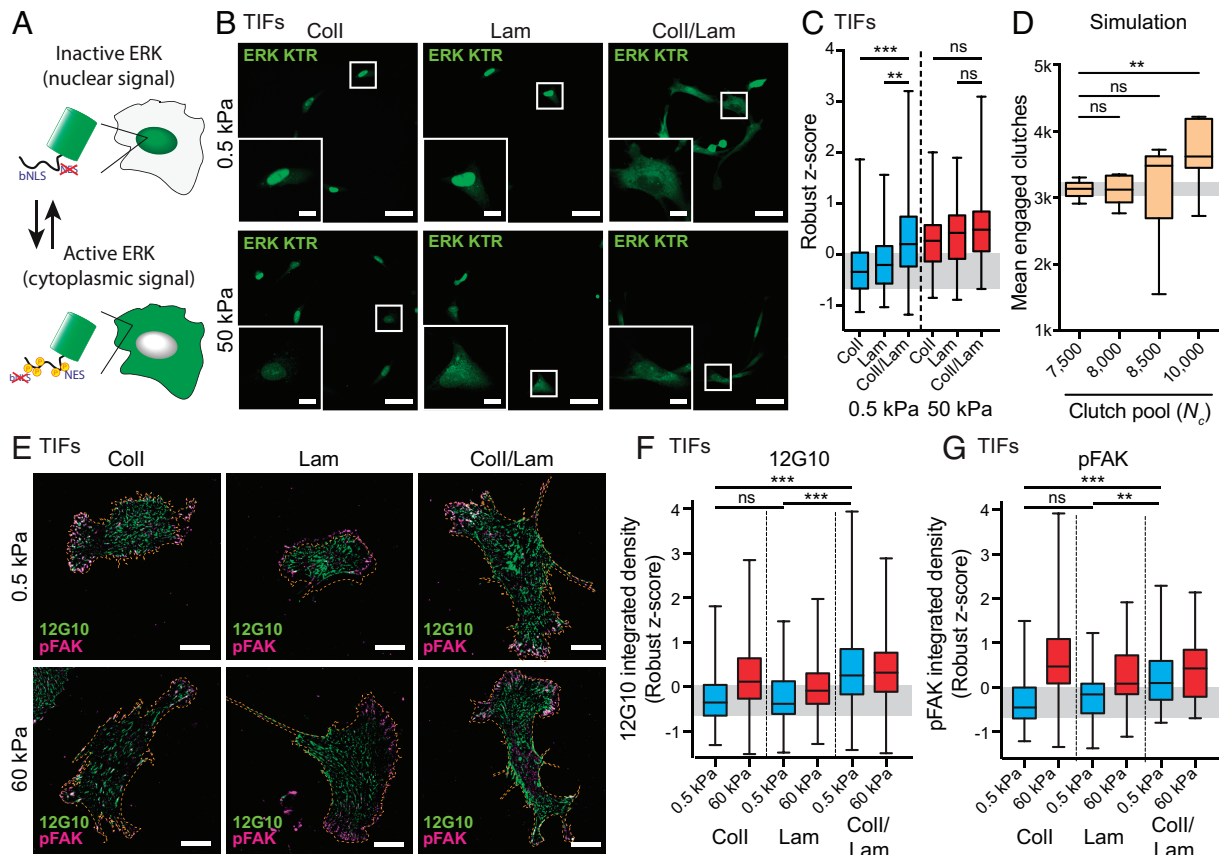 A
Inactive ERK
(nuclear signal)
bNLS
NES
Active ERK
(cytoplasmic signal)
P P P P
bNLS
NES
B TIFs
Coll Lam Coll/Lam
0.5 kPa
ERK KTR ERK KTR ERK KTR
50 kPa
ERK KTR ERK KTR ERK KTR
C TIFs
Robust z-score
*** ns
** ns
4
3
2
1
0
-1
Coll Lam Coll/Lam Coll Lam Coll/Lam
0.5 kPa 50 kPa
D Simulation
Mean engaged clutches
**
ns
ns
5k
4k
3k
2k
1k
7,500 8,000 8,500 10,000
Clutch pool (Nc)
E TIFs
Coll Lam Coll/Lam
0.5 kPa
12G10 12G10 12G10
pFAK pFAK pFAK
60 kPa
12G10 12G10 12G10
pFAK pFAK pFAK
F TIFs
12G10
12G10 integrated density
(Robust z-score)
***
ns ***
4
3
2
1
0
-1
0.5 kPa 60 kPa 0.5 kPa 60 kPa 0.5 kPa 60 kPa
Coll Lam Coll/
Lam
G TIFs
pFAK
pFAK integrated density
(Robust z-score)
***
ns **
4
3
2
1
0
-1
0.5 kPa 60 kPa 0.5 kPa 60 kPa 0.5 kPa 60 kPa
Coll Lam Coll/
Lam